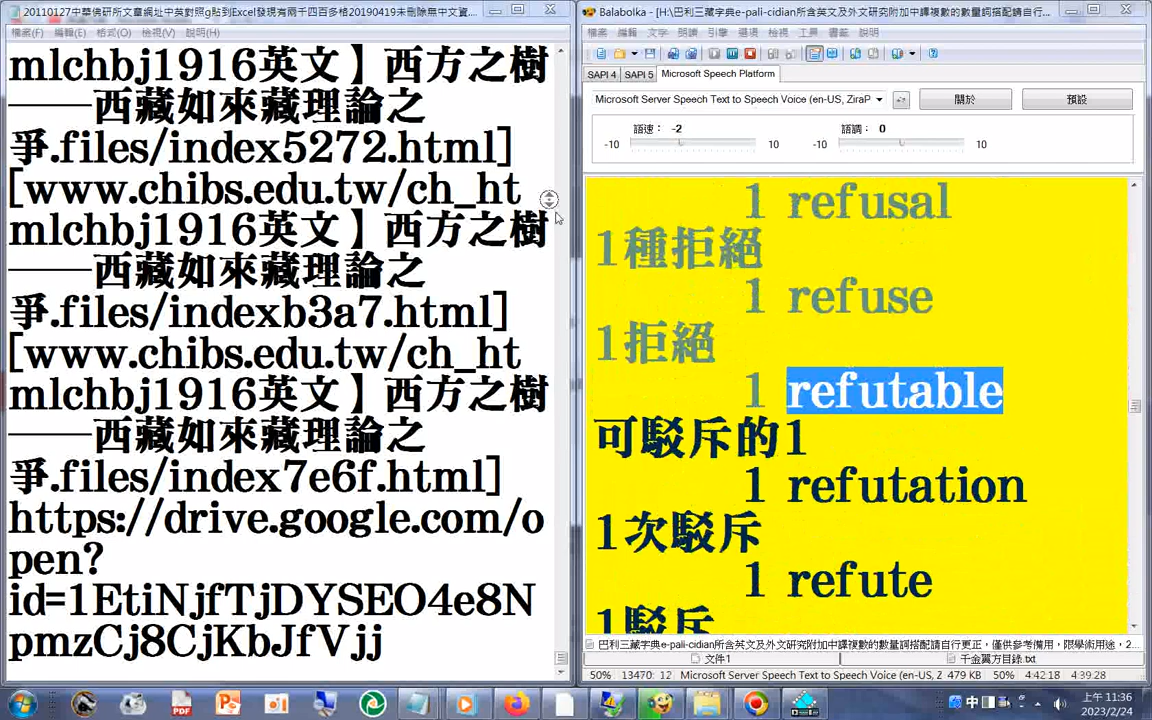 20110127中華佛研所文章網址中英對照g貼到Excel發現有兩千四百多格20190419未刪除無中文資...
檔案(F) 編輯(E) 格式(O) 檢視(V) 說明(H)
mlchbj1916英文】西方之樹
——西藏如來藏理論之
爭.files/index5272.html]
[www.chibs.edu.tw/ch_ht
mlchbj1916英文】西方之樹
——西藏如來藏理論之
爭.files/indexb3a7.html]
[www.chibs.edu.tw/ch_ht
mlchbj1916英文】西方之樹
——西藏如來藏理論之
爭.files/index7e6f.html]
https://drive.google.com/o
pen?
id=1EtiNjfTjDYSEO4e8N
pmzCj8CjKbJfVjj
Balabolka - [H:\巴利三藏字典e-pali-cidian所含英文及外文研究附加中譯複數的數量詞搭配請自行...
檔案 編輯 文字 朗讀 引擎 選項 檢視 工具 書籤 說明
SAPI 4 SAPI 5 Microsoft Speech Platform
Microsoft Server Speech Text to Speech Voice (en-US, ZiraP 關於 預設
語速： -2 語調： 0
-10 10 -10 10
1 refusal
1種拒絕
1 refuse
1拒絕
1 refutable
可駁斥的1
1 refutation
1次駁斥
1 refute
1駁斥
巴利三藏字典e-pali-cidian所含英文及外文研究附加中譯複數的數量詞搭配請自行更正，僅供參考備用，限學術用途，2...
文件1 千金翼方目錄.txt
50% 13470: 12 Microsoft Server Speech Text to Speech Voice (en-US, Z 479 KB 50% 4:42:18 4:39:28
PDF
中
上午 11:36
2023/2/24